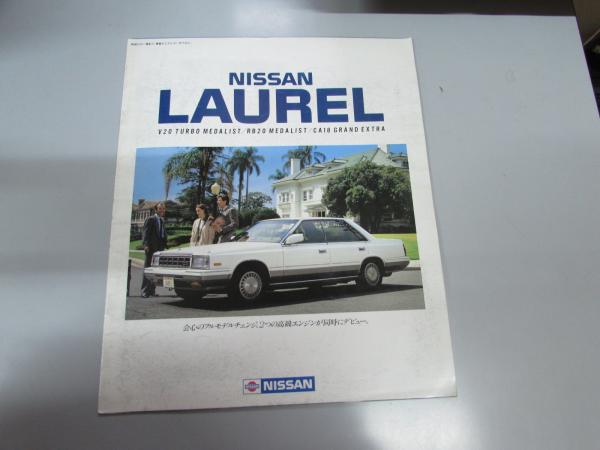 NISSAN
LAUREL
V20 TURBO MEDALIST / RB20 MEDALIST / CA18 GRAND EXTRA
会心のフルモデルチェンジ、2つの高級エンジンが同時にデビュー。
NISSAN